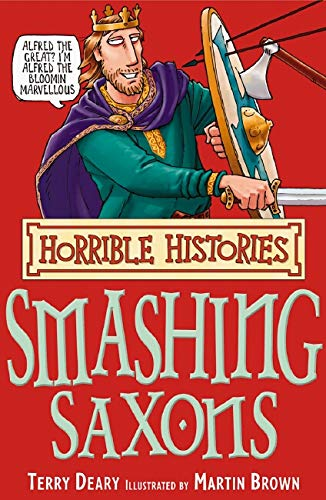 ALFRED THE
GREAT? I'M
ALFRED THE
BLOOMIN
MARVELLOUS
HORRIBLE HISTORIES
SMASHING
SAXONS
TERRY DEARY ILLUSTRATED BY MARTIN BROWN